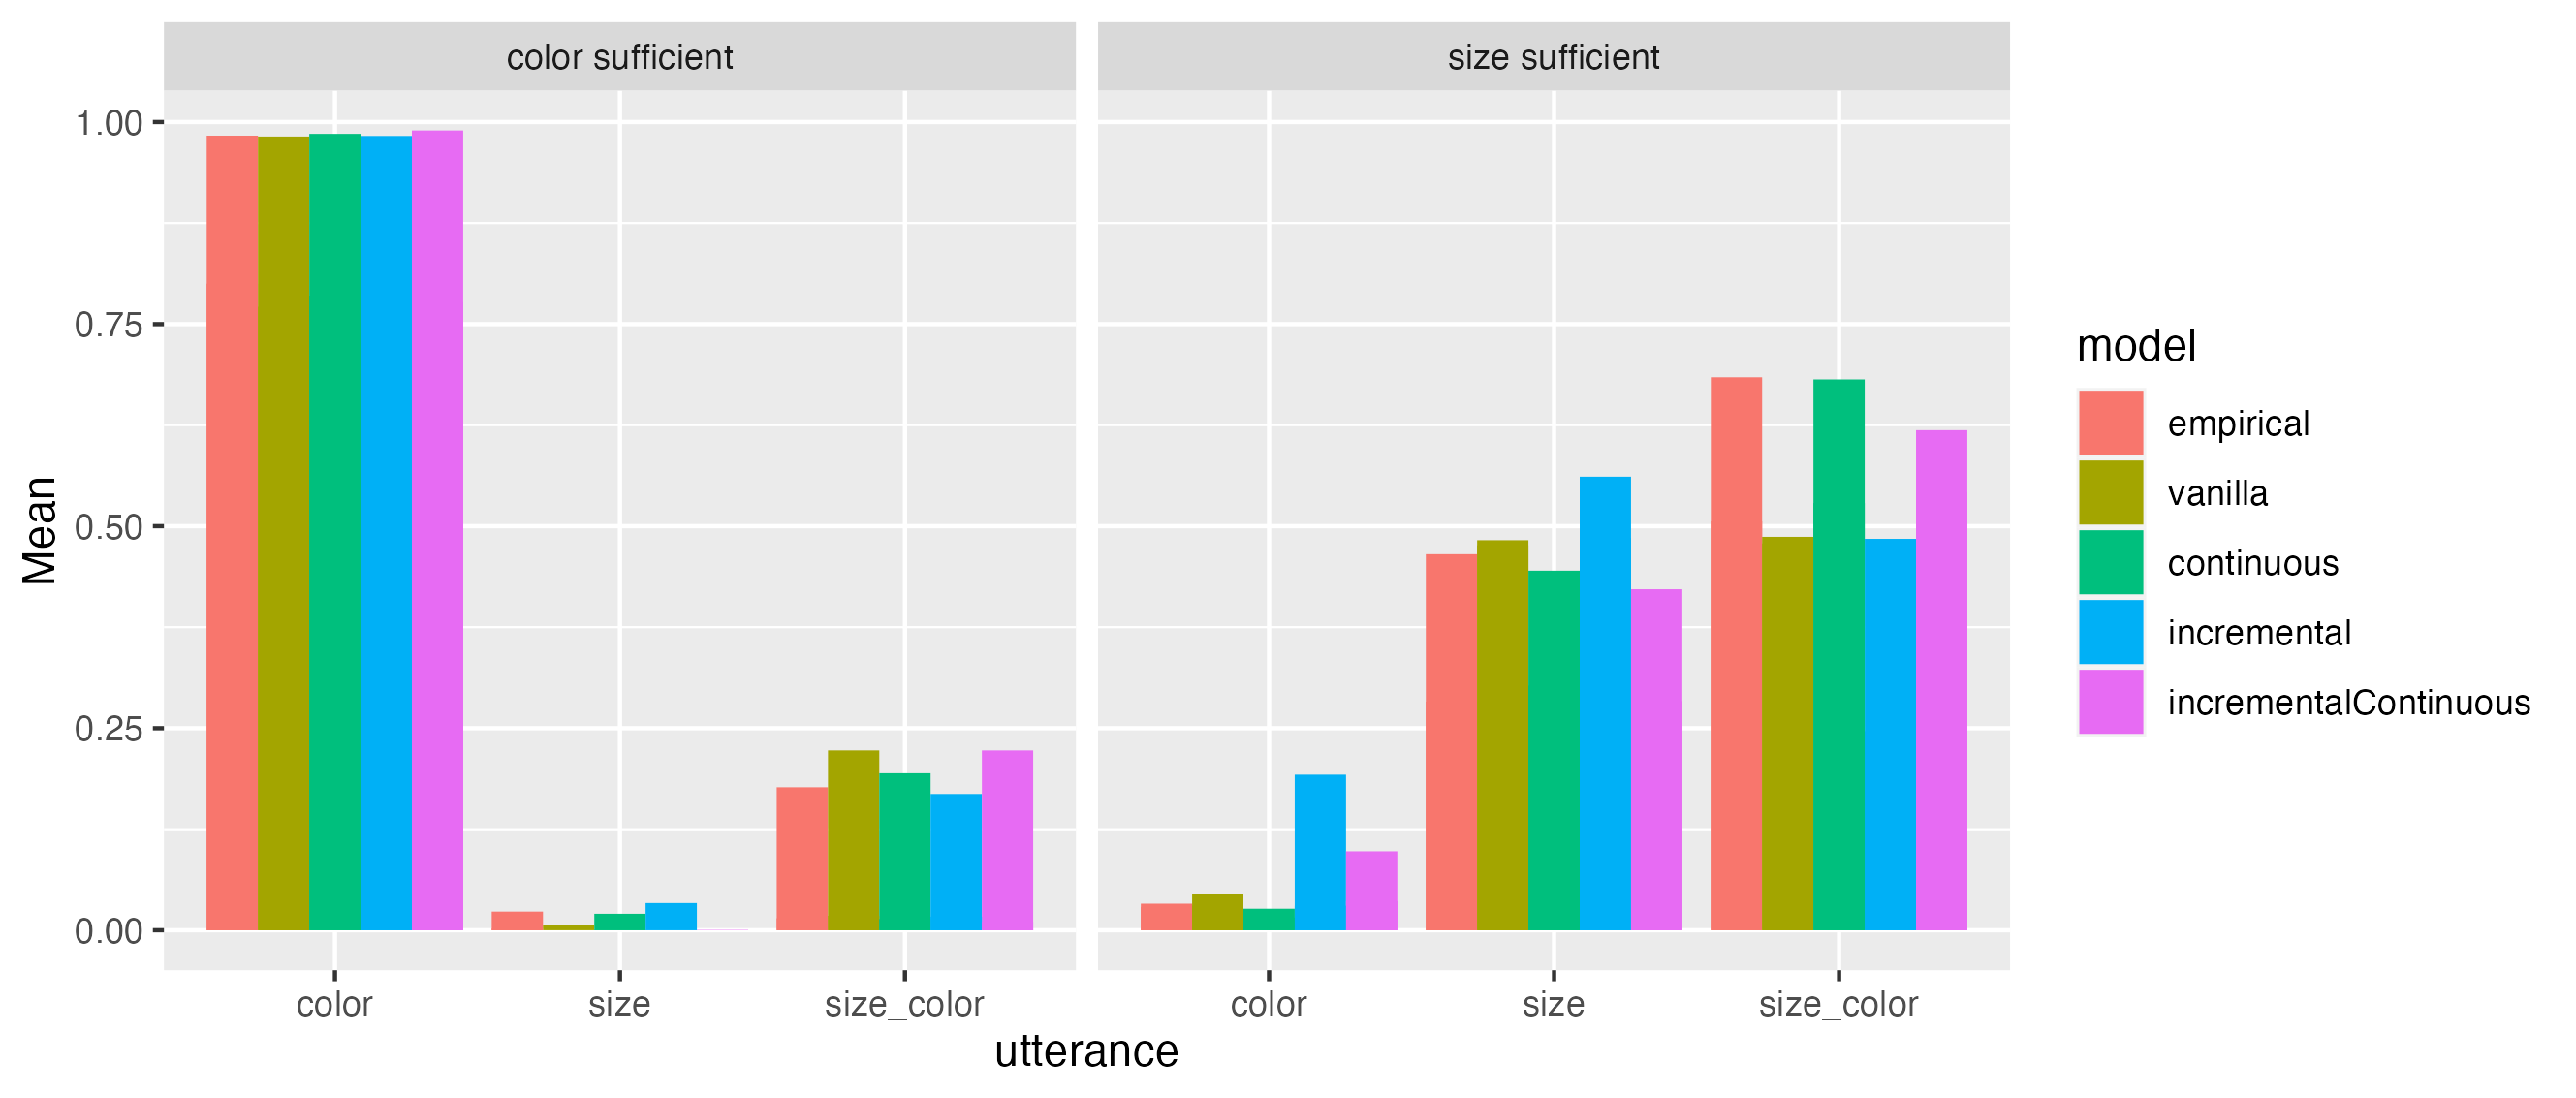 color sufficient
size sufficient
1.00
0.75
0.50
0.25
0.00
Mean
color
size
size_color
color
size
size_color
utterance
model
empirical
vanilla
continuous
incremental
incrementalContinuous